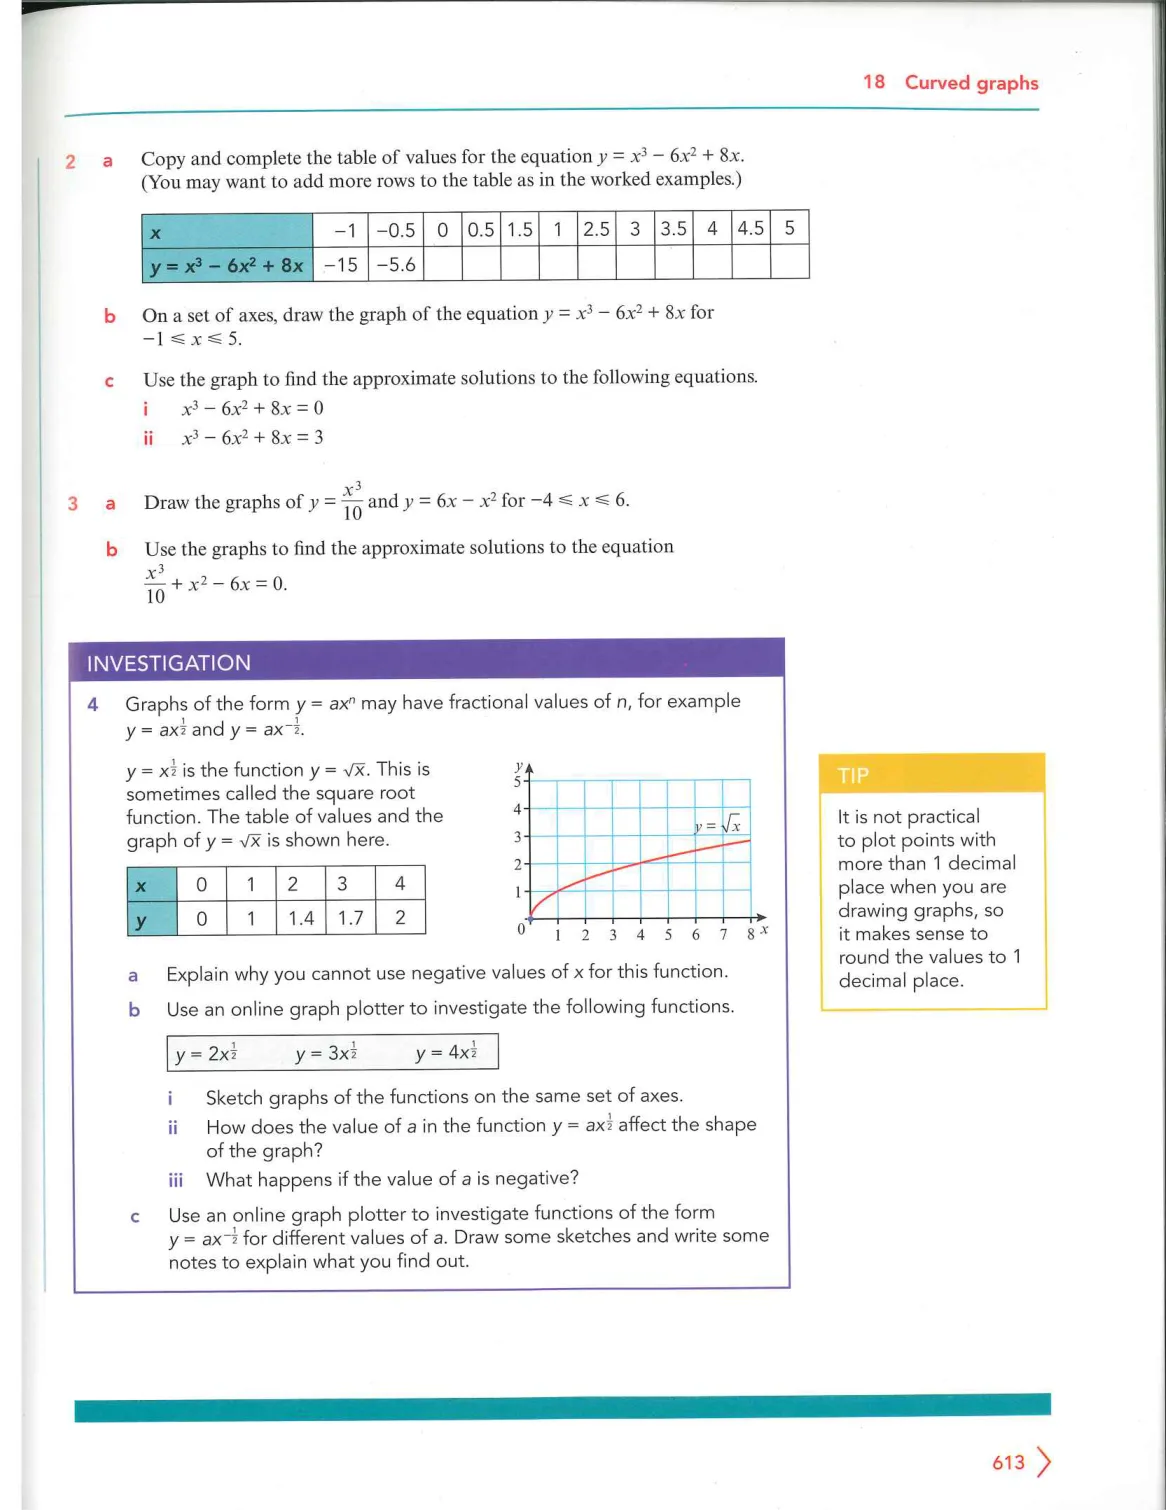 18 Curved graphs
2 a Copy and complete the table of values for the equation y = x³ − 6x² + 8x.
(You may want to add more rows to the table as in the worked examples.)
x −1 −0.5 0 0.5 1.5 1 2.5 3 3.5 4 4.5 5
y = x³ − 6x² + 8x −15 −5.6
b On a set of axes, draw the graph of the equation y = x³ − 6x² + 8x for
−1 ⩽ x ⩽ 5.
c Use the graph to find the approximate solutions to the following equations.
i x³ − 6x² + 8x = 0
ii x³ − 6x² + 8x = 3
3 a Draw the graphs of y = x³/10 and y = 6x − x² for −4 ⩽ x ⩽ 6.
b Use the graphs to find the approximate solutions to the equation
x³/10 + x² − 6x = 0.
INVESTIGATION
4 Graphs of the form y = axⁿ may have fractional values of n, for example
y = ax^½ and y = ax^−½.
y = x^½ is the function y = √x. This is
sometimes called the square root
function. The table of values and the
graph of y = √x is shown here.
x 0 1 2 3 4
y 0 1 1.4 1.7 2
y
5
4
3
2
1
0 1 2 3 4 5 6 7 8 x
y = √x
a Explain why you cannot use negative values of x for this function.
b Use an online graph plotter to investigate the following functions.
y = 2x^½ y = 3x^½ y = 4x^½
i Sketch graphs of the functions on the same set of axes.
ii How does the value of a in the function y = ax^½ affect the shape
of the graph?
iii What happens if the value of a is negative?
c Use an online graph plotter to investigate functions of the form
y = ax^−½ for different values of a. Draw some sketches and write some
notes to explain what you find out.
TIP
It is not practical
to plot points with
more than 1 decimal
place when you are
drawing graphs, so
it makes sense to
round the values to 1
decimal place.
613